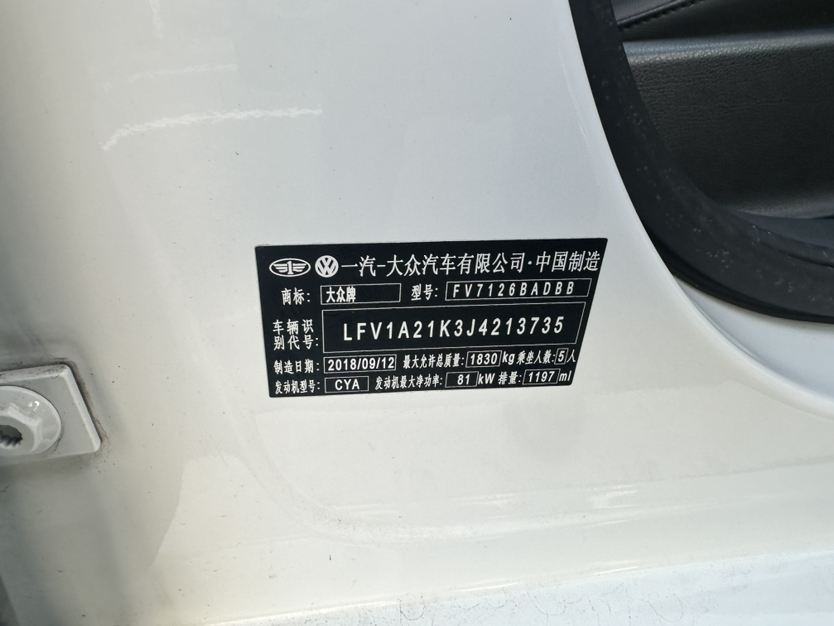 一汽-大众汽车有限公司·中国制造
商标: 大众牌 型号: FV7126BADBB
车辆识别代号: LFV1A21K3J4213735
制造日期: 2018/09/12 最大允许总质量: 1830 kg 乘坐人数: 5 人
发动机型号: CYA 发动机最大净功率: 81 kW 排量: 1197 ml